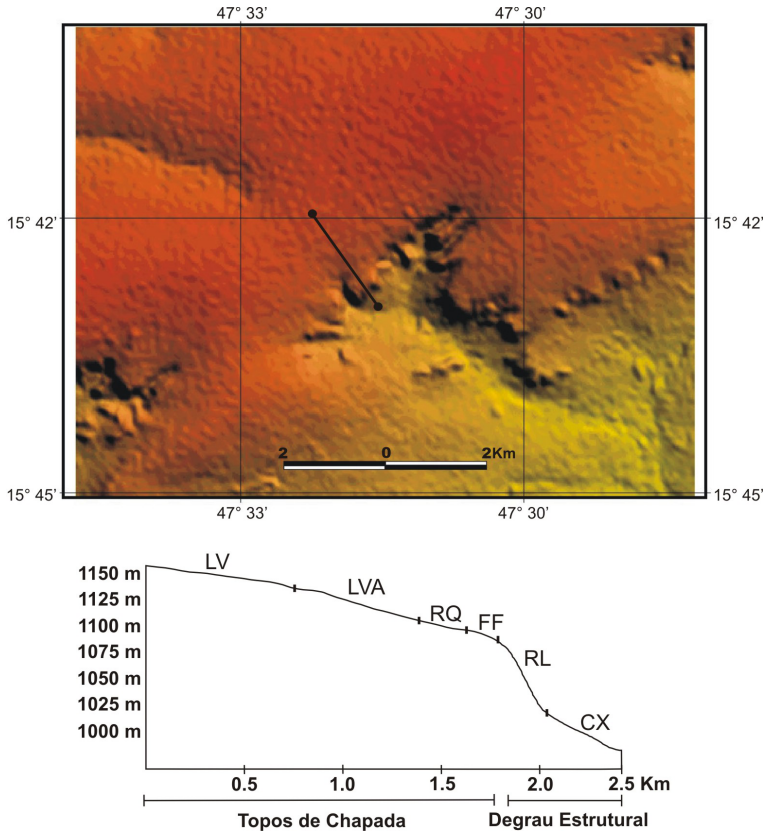 47° 33' 47° 30'
15° 42' 15° 42'
2 0 2Km
15° 45' 15° 45'
47° 33' 47° 30'
LV
1150 m
LVA
1125 m
RQ
FF
1100 m
1075 m
RL
1050 m
1025 m
CX
1000 m
0.5 1.0 1.5 2.0 2.5 Km
Topos de Chapada Degrau Estrutural